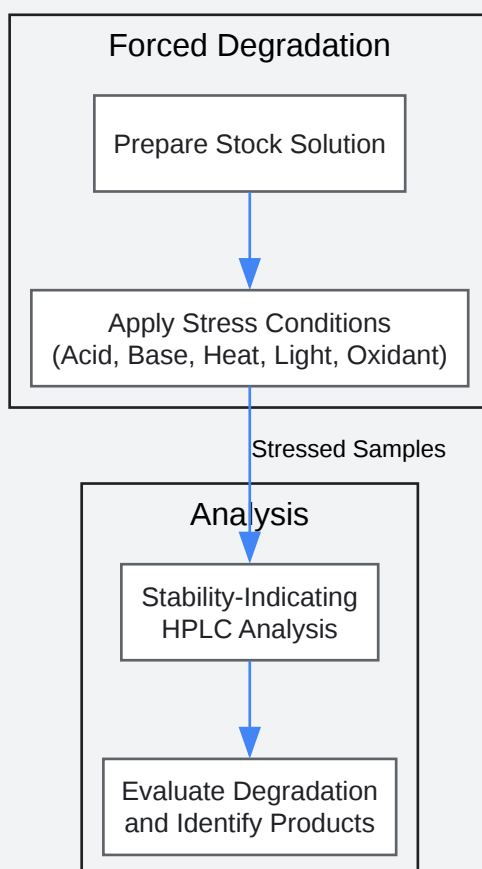 Forced Degradation
Prepare Stock Solution
Apply Stress Conditions
(Acid, Base, Heat, Light, Oxidant)
Stressed Samples
Analysis
Stability-Indicating
HPLC Analysis
Evaluate Degradation
and Identify Products